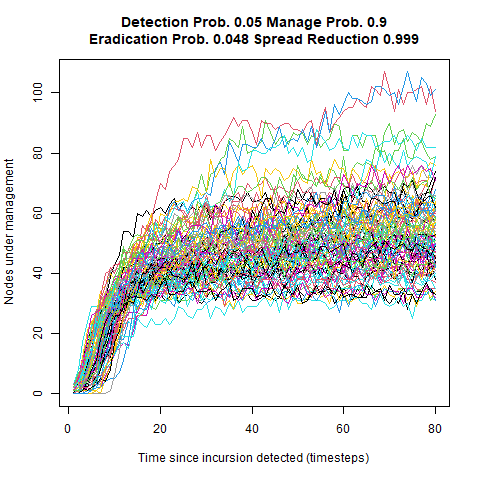 Detection Prob. 0.05 Manage Prob. 0.9
Eradication Prob. 0.048 Spread Reduction 0.999
Nodes under management
100
80
60
40
20
0
0 20 40 60 80
Time since incursion detected (timesteps)